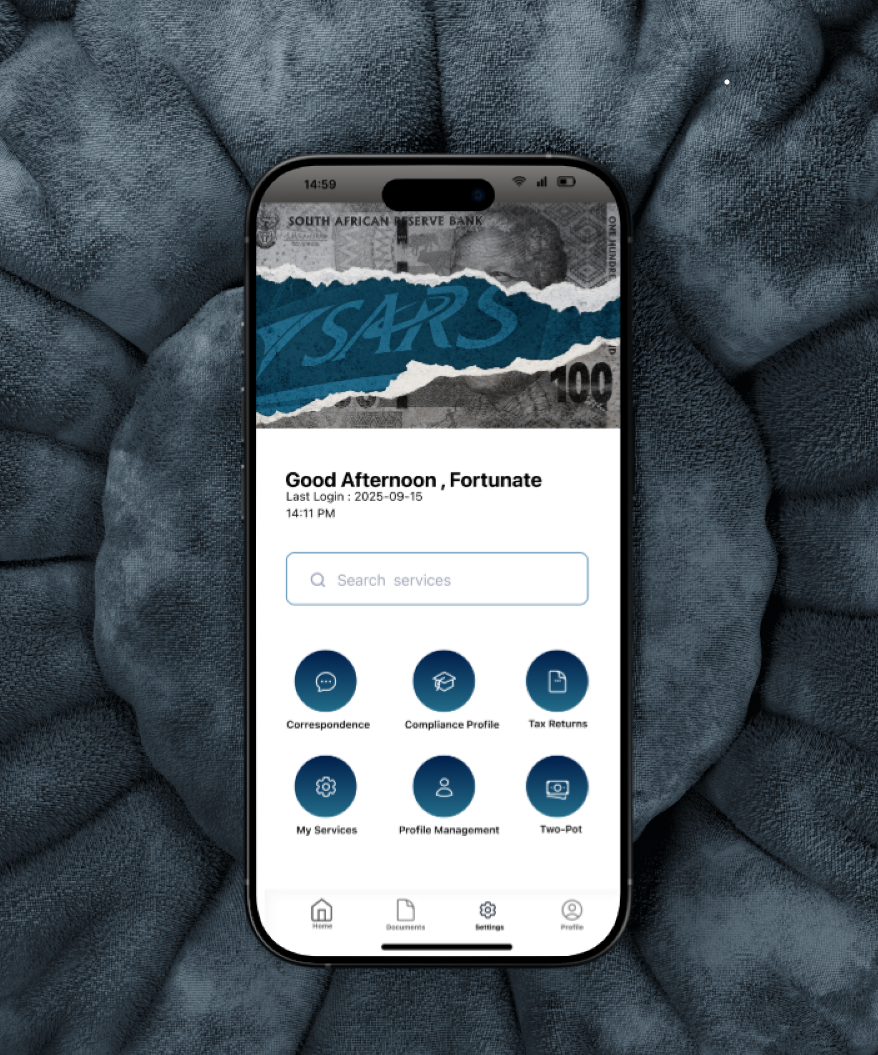 14:59
SOUTH AFRICAN RESERVE BANK
ONE HUNDRE
SARS
100
Good Afternoon , Fortunate
Last Login : 2025-09-15
14:11 PM
Search services
Correspondence Compliance Profile Tax Returns
My Services Profile Management Two-Pot
Home Documents Settings Profile